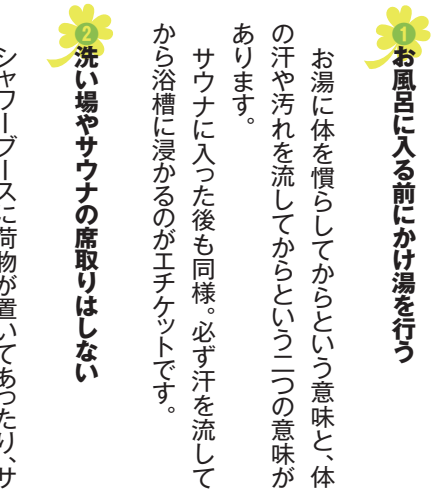 ❶お風呂に入る前にかけ湯を行う
お湯に体を慣らしてからという意味と、体
の汗や汚れを流してからという二つの意味が
あります。
サウナに入った後も同様。必ず汗を流して
から浴槽に浸かるのがエチケットです。
❷洗い場やサウナの席取りはしない
シャワーブースに荷物が置いてあったり、サ